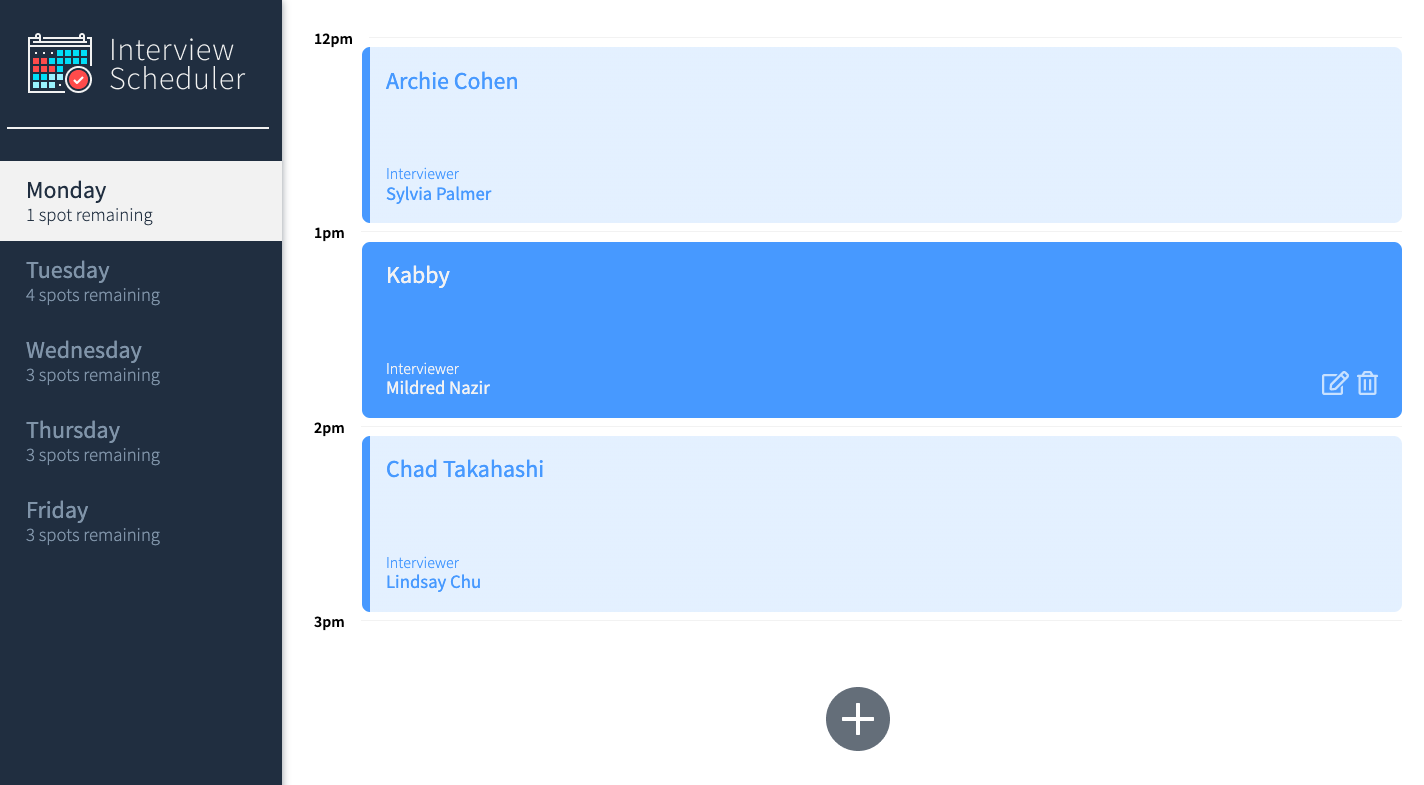 Interview
Scheduler
Monday
1 spot remaining
Tuesday
4 spots remaining
Wednesday
3 spots remaining
Thursday
3 spots remaining
Friday
3 spots remaining
12pm
Archie Cohen
Interviewer
Sylvia Palmer
1pm
Kabby
Interviewer
Mildred Nazir
2pm
Chad Takahashi
Interviewer
Lindsay Chu
3pm